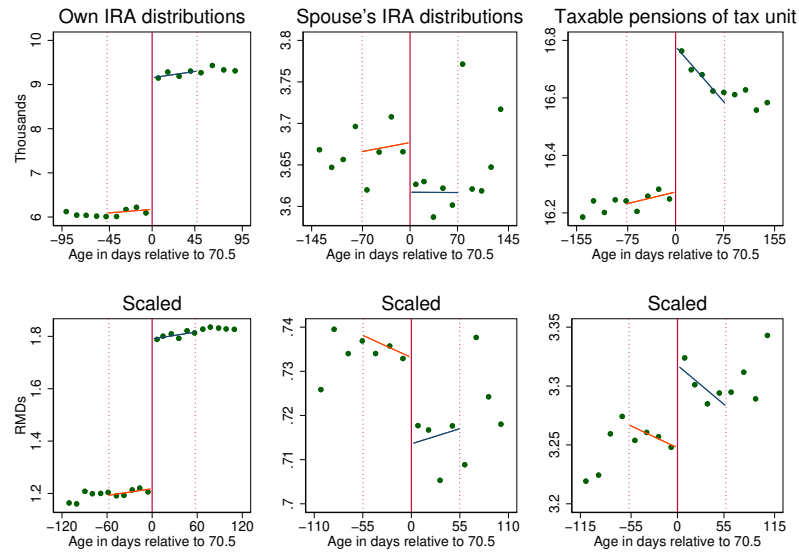 Own IRA distributions
Thousands
10
9
8
7
6
−95 −45 0 45 95
Age in days relative to 70.5
Spouse's IRA distributions
3.8
3.75
3.7
3.65
3.6
−145 −70 0 70 145
Age in days relative to 70.5
Taxable pensions of tax unit
16.8
16.6
16.4
16.2
−155 −75 0 75 155
Age in days relative to 70.5
Scaled
RMDs
1.8
1.6
1.4
1.2
−120 −60 0 60 120
Age in days relative to 70.5
Scaled
.74
.73
.72
.71
.7
−110 −55 0 55 110
Age in days relative to 70.5
Scaled
3.35
3.3
3.25
3.2
−115 −55 0 55 115
Age in days relative to 70.5